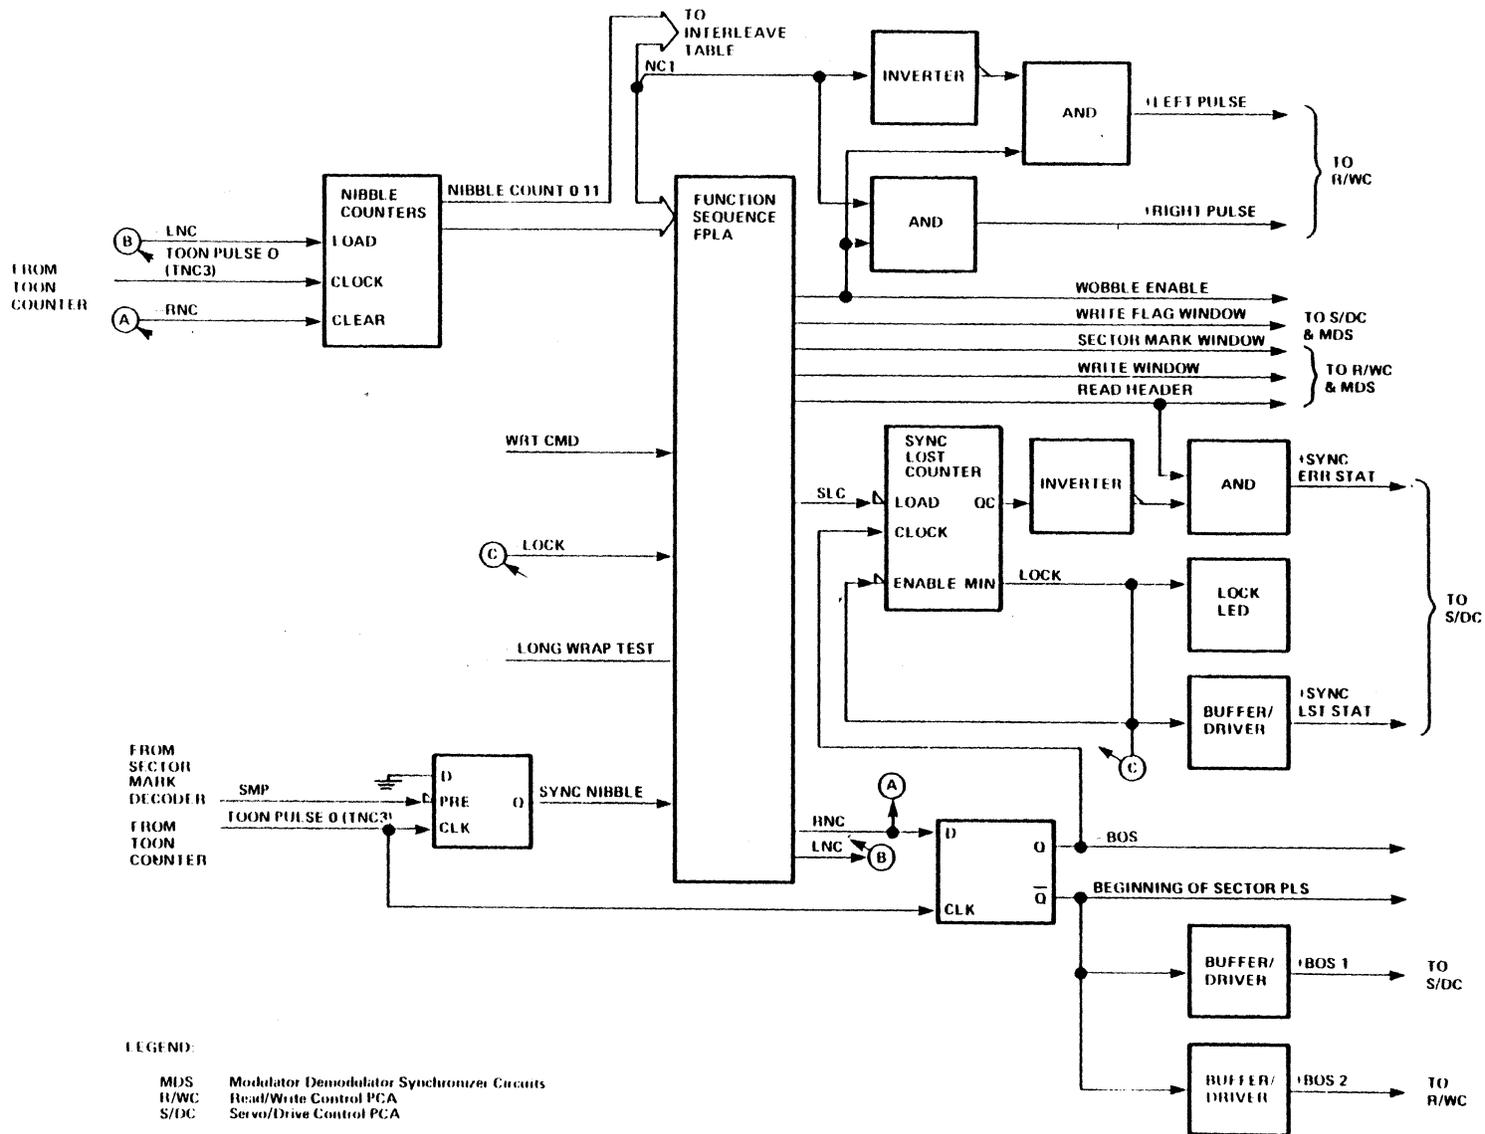 TO
INTERLEAVE
TABLE
NC1
INVERTER
AND
+LEFT PULSE
TO
R/WC
NIBBLE
COUNTERS
NIBBLE COUNT 0 11
LOAD
CLOCK
CLEAR
B
LNC
TOON PULSE O
(TNC3)
FROM
TOON
COUNTER
A
RNC
FUNCTION
SEQUENCE
FPLA
AND
+RIGHT PULSE
WOBBLE ENABLE
WRITE FLAG WINDOW
SECTOR MARK WINDOW
WRITE WINDOW
READ HEADER
TO S/DC
& MDS
TO R/WC
& MDS
WRT CMD
C
LOCK
LONG WRAP TEST
SLC
SYNC
LOST
COUNTER
LOAD QC
CLOCK
ENABLE MIN
INVERTER
AND
+SYNC
ERR STAT
LOCK
LOCK
LED
TO
S/DC
BUFFER/
DRIVER
+SYNC
LST STAT
C
FROM
SECTOR
MARK
DECODER
SMP
FROM
TOON
COUNTER
TOON PULSE 0 (TNC3)
D
PRE Q
CLK
SYNC NIBBLE
A
RNC
LNC
B
D
Q
Q̅
CLK
BOS
BEGINNING OF SECTOR PLS
BUFFER/
DRIVER
+BOS 1
TO
S/DC
BUFFER/
DRIVER
+BOS 2
TO
R/WC
LEGEND:
MDS Modulator Demodulator Synchronizer Circuits
R/WC Read/Write Control PCA
S/DC Servo/Drive Control PCA